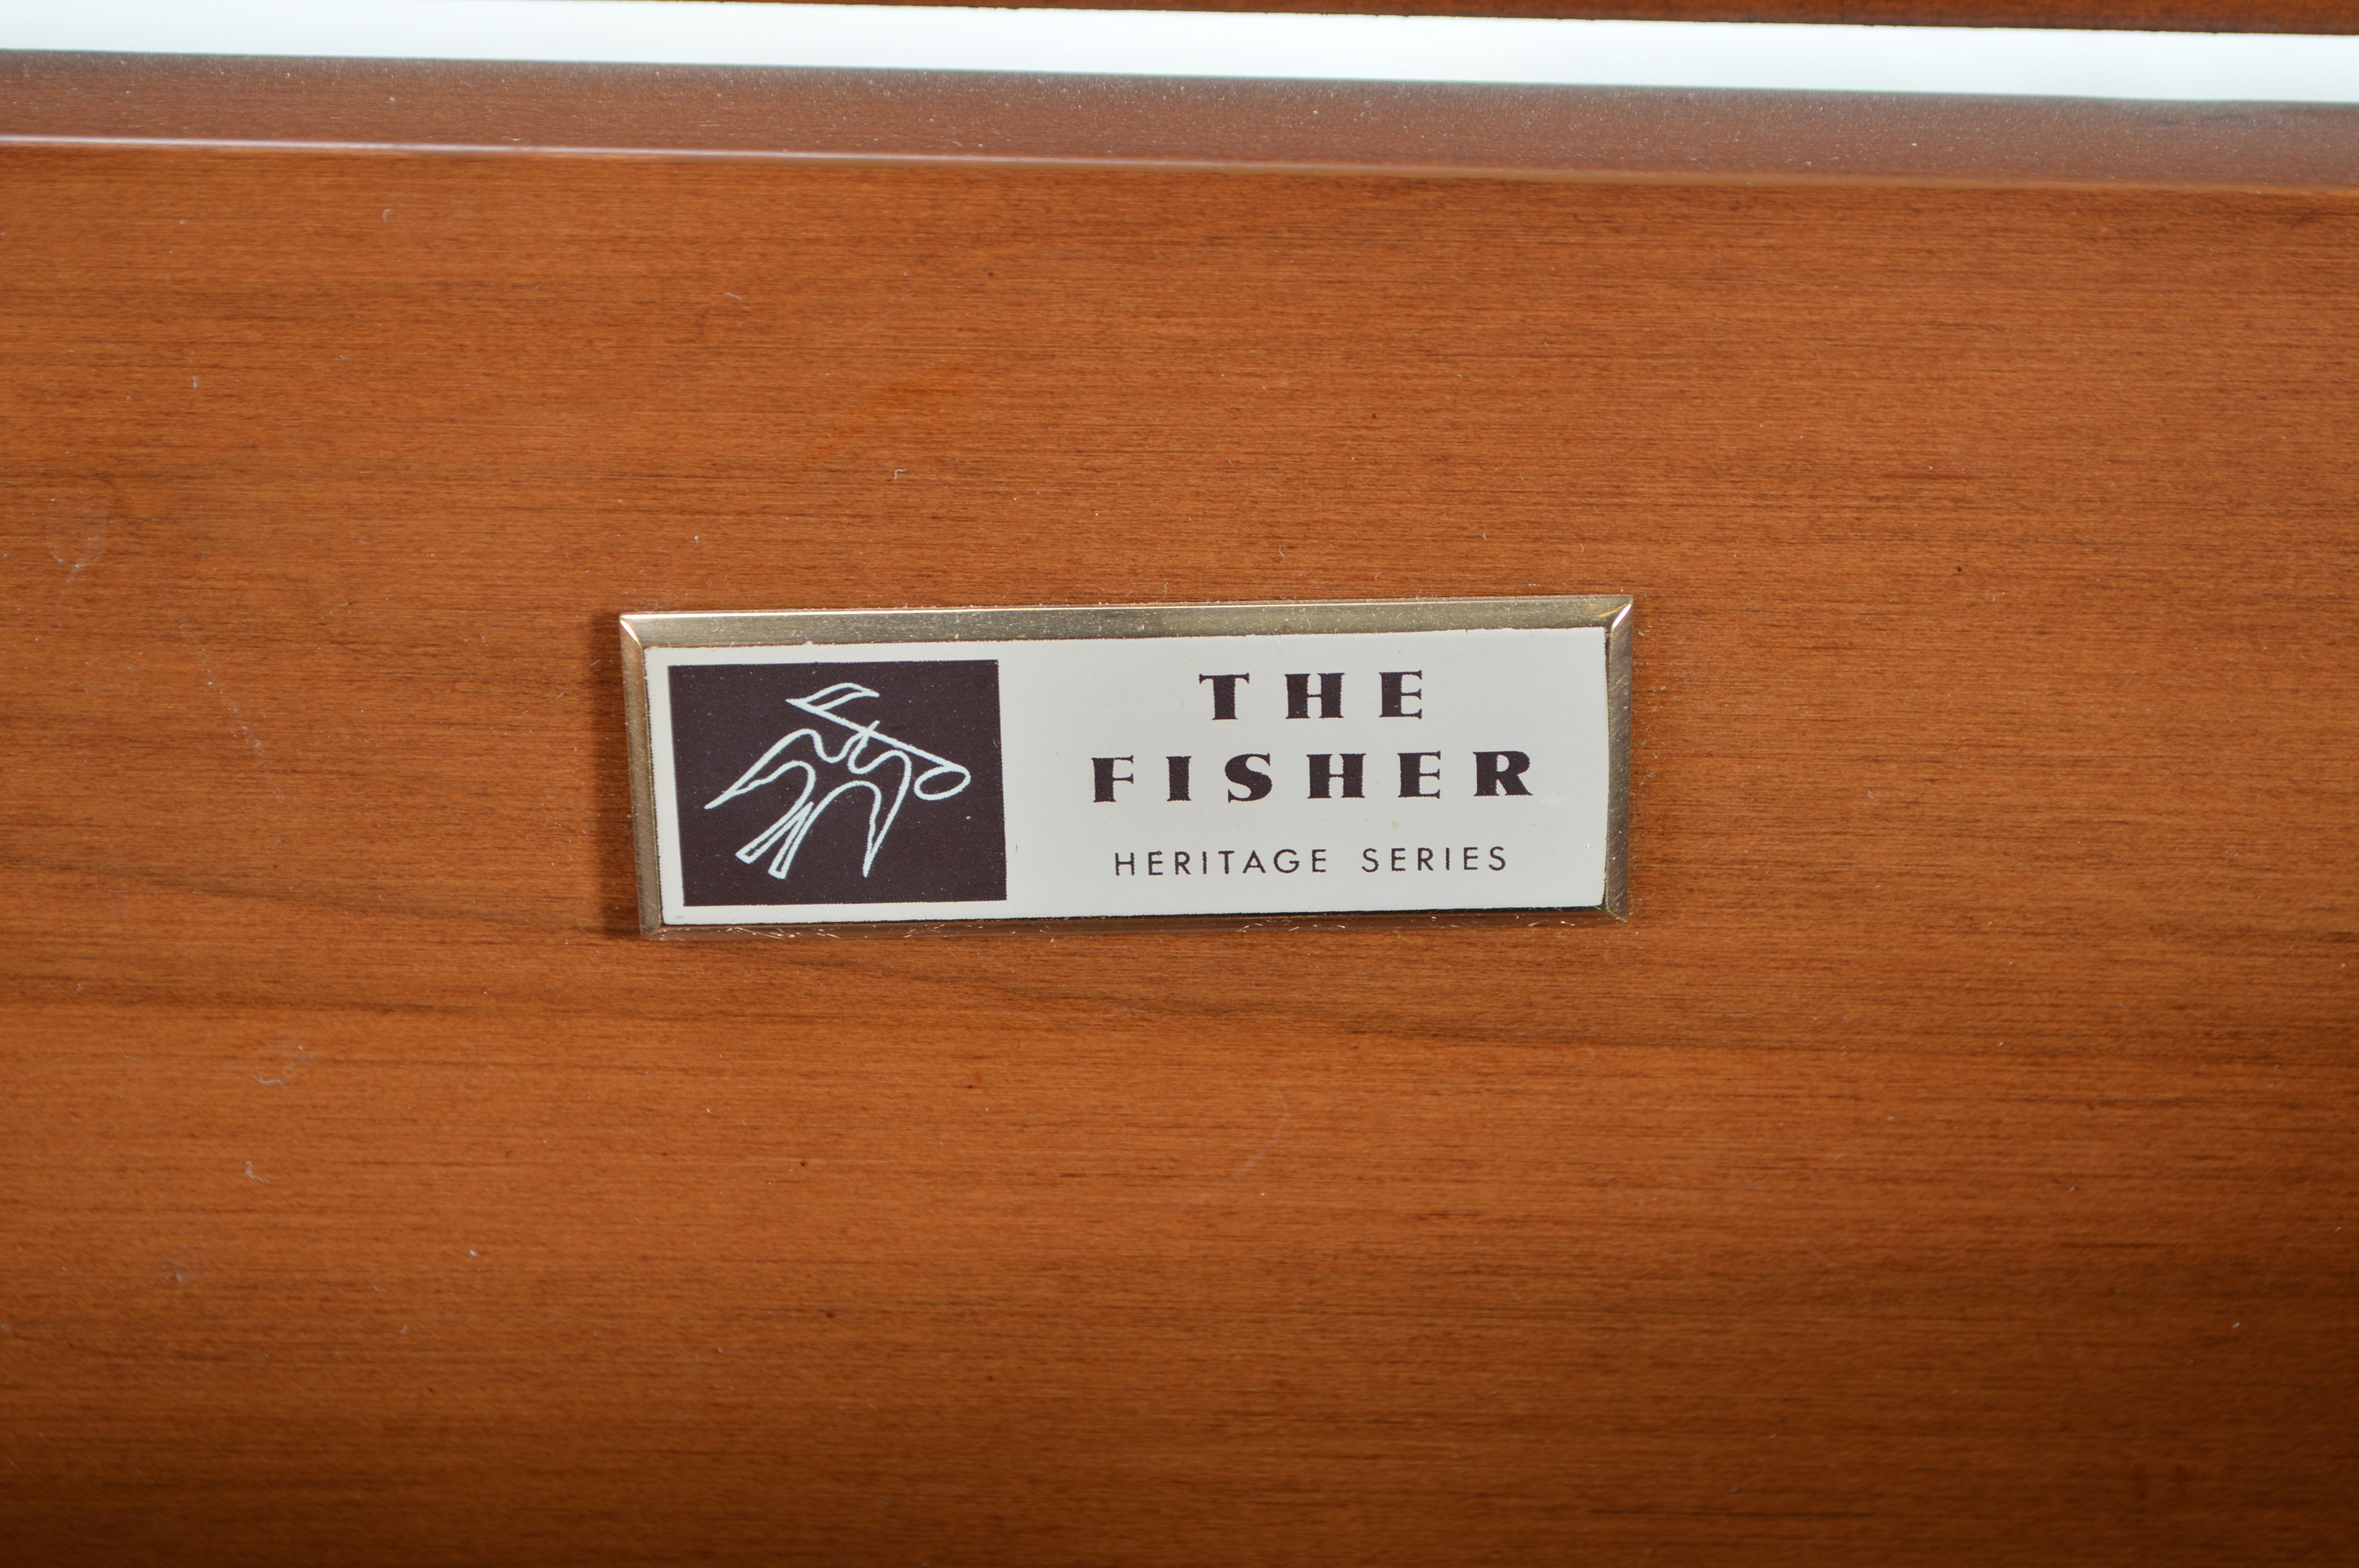 THE
FISHER
HERITAGE SERIES